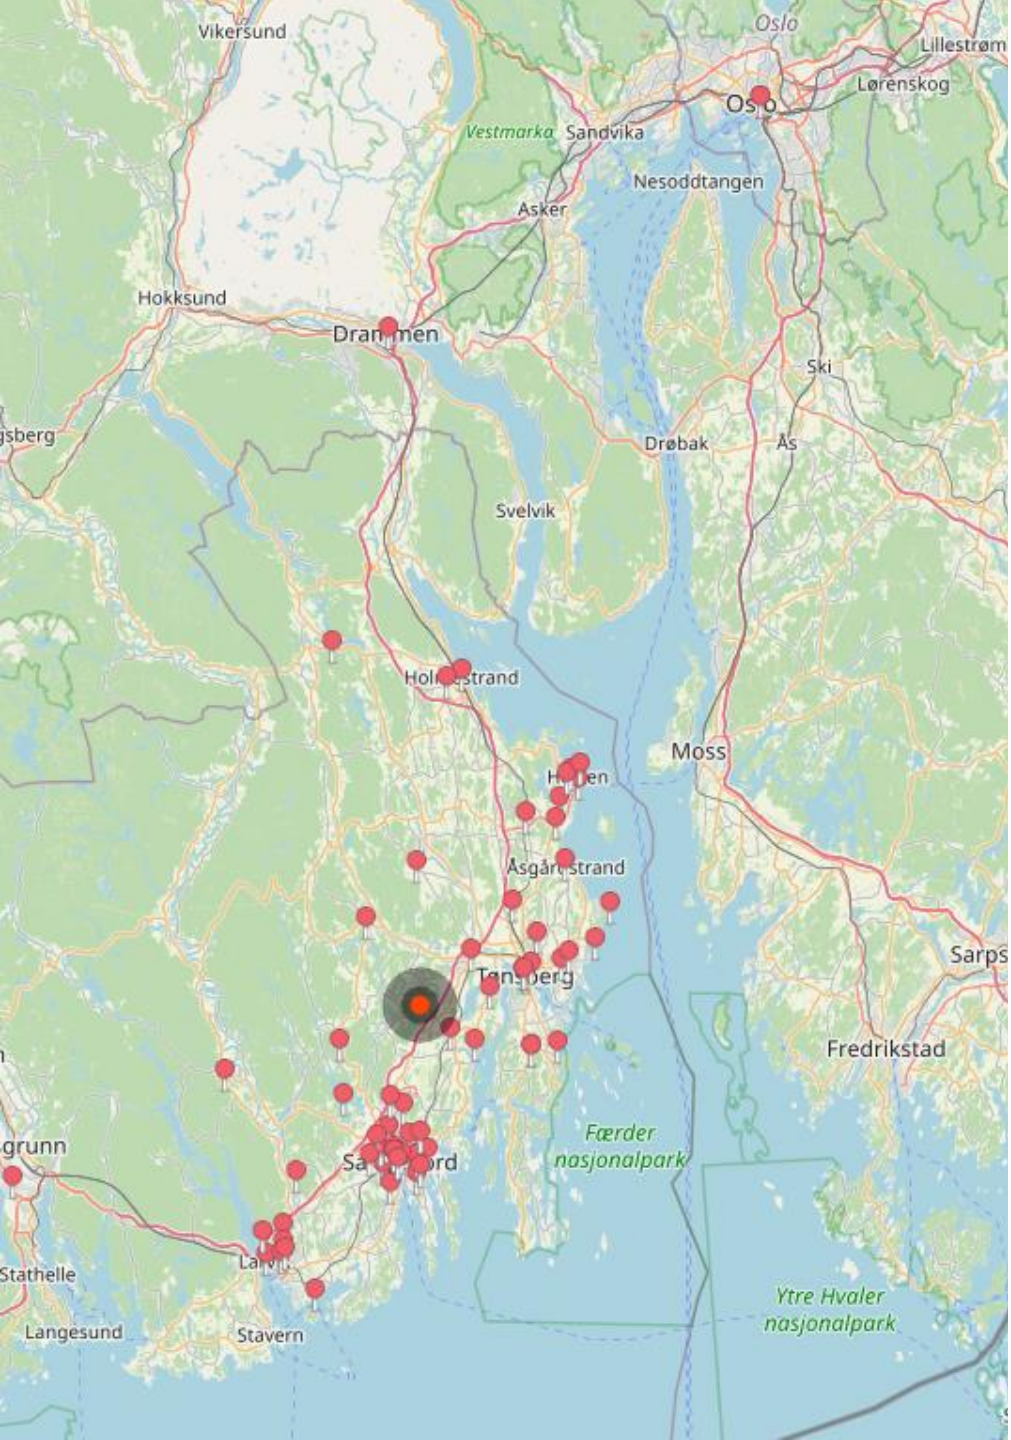 Vikersund
Oslo
Lillestrøm
Lørenskog
Oslo
Vestmarka
Sandvika
Nesoddtangen
Asker
Hokksund
Drammen
Ski
gsberg
Drøbak
Ås
Svelvik
Holmestrand
Moss
Horten
Åsgårdstrand
Sarps
Tønsberg
Fredrikstad
n
Færder
nasjonalpark
sgrunn
Sandefjord
Larvik
Stathelle
Ytre Hvaler
nasjonalpark
Langesund
Stavern
S